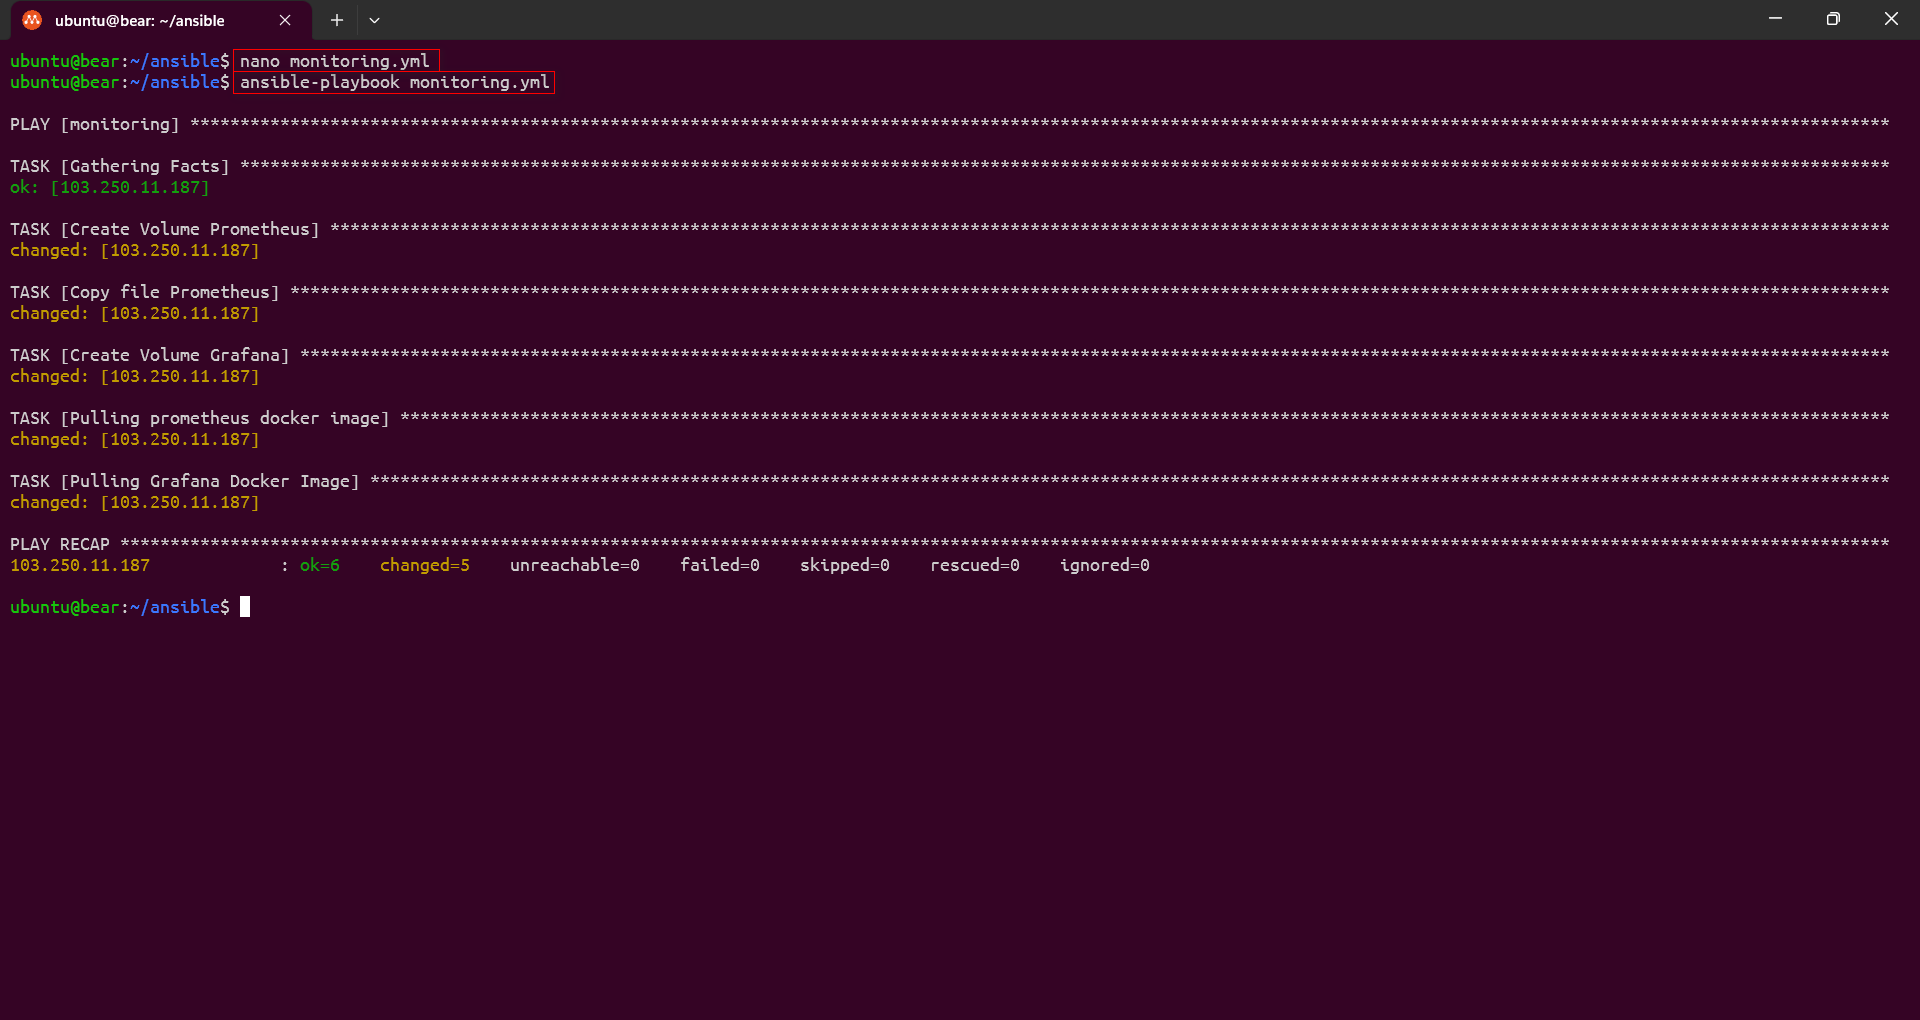 ubuntu@bear: ~/ansible
ubuntu@bear:~/ansible$ nano monitoring.yml
ubuntu@bear:~/ansible$ ansible-playbook monitoring.yml
PLAY [monitoring] **************************************************************************************************************************************************************************
TASK [Gathering Facts] *********************************************************************************************************************************************************************
ok: [103.250.11.187]
TASK [Create Volume Prometheus] ************************************************************************************************************************************************************
changed: [103.250.11.187]
TASK [Copy file Prometheus] ****************************************************************************************************************************************************************
changed: [103.250.11.187]
TASK [Create Volume Grafana] ***************************************************************************************************************************************************************
changed: [103.250.11.187]
TASK [Pulling prometheus docker image] *****************************************************************************************************************************************************
changed: [103.250.11.187]
TASK [Pulling Grafana Docker Image] ********************************************************************************************************************************************************
changed: [103.250.11.187]
PLAY RECAP *********************************************************************************************************************************************************************************
103.250.11.187             : ok=6    changed=5    unreachable=0    failed=0    skipped=0    rescued=0    ignored=0
ubuntu@bear:~/ansible$